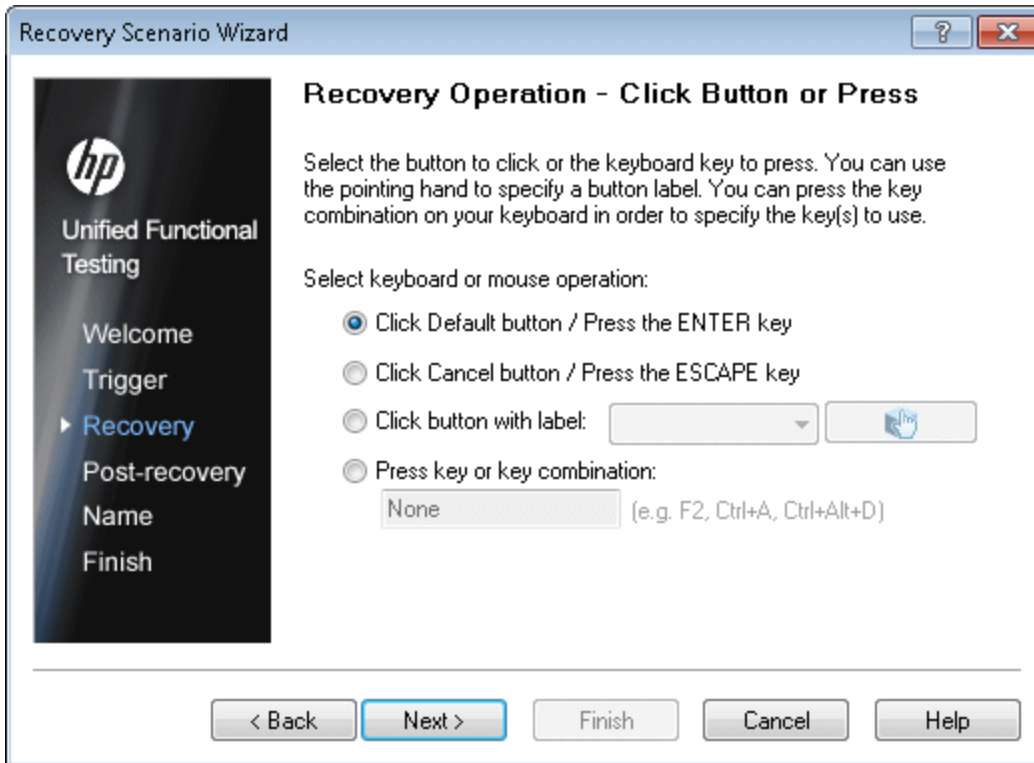 Recovery Scenario Wizard
?
Recovery Operation - Click Button or Press
hp
Unified Functional
Testing
Welcome
Trigger
Recovery
Post-recovery
Name
Finish
Select the button to click or the keyboard key to press. You can use
the pointing hand to specify a button label. You can press the key
combination on your keyboard in order to specify the key(s) to use.
Select keyboard or mouse operation:
Click Default button / Press the ENTER key
Click Cancel button / Press the ESCAPE key
Click button with label:
Press key or key combination:
None (e.g. F2, Ctrl+A, Ctrl+Alt+D)
< Back Next > Finish Cancel Help